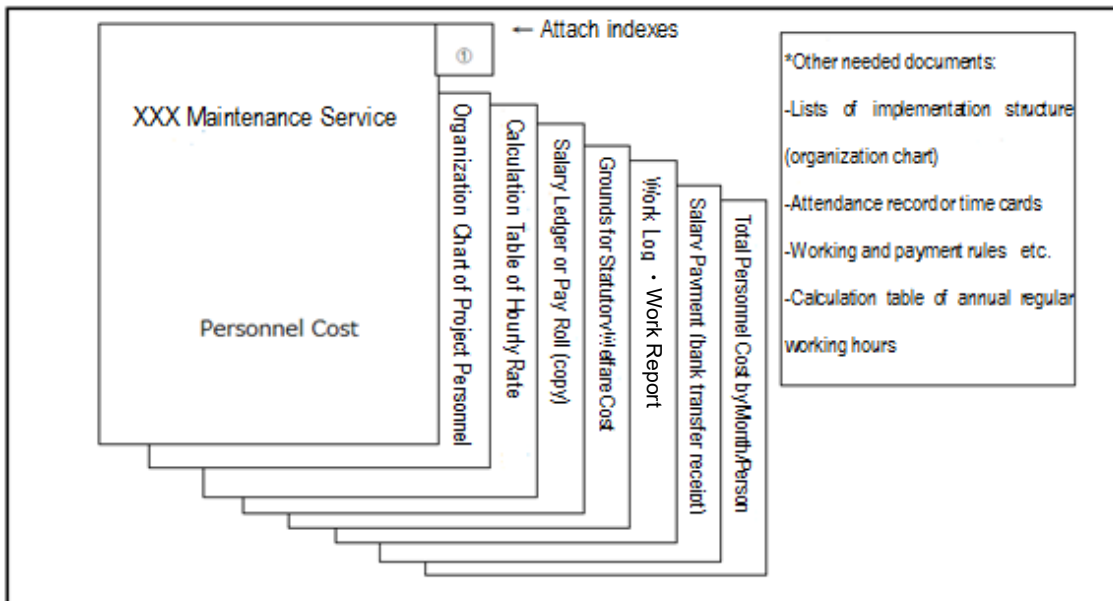 ← Attach indexes
①
XXX Maintenance Service
Personnel Cost
Organization Chart of Project Personnel
Calculation Table of Hourly Rate
Salary Ledger or Pay Roll (copy)
Grounds for Statutory Welfare Cost
Work Log ・Work Report
Salary Payment (bank transfer receipt)
Total Personnel Cost by Month/Person
*Other needed documents:
-Lists of implementation structure
(organization chart)
-Attendance record or time cards
-Working and payment rules etc.
-Calculation table of annual regular
working hours